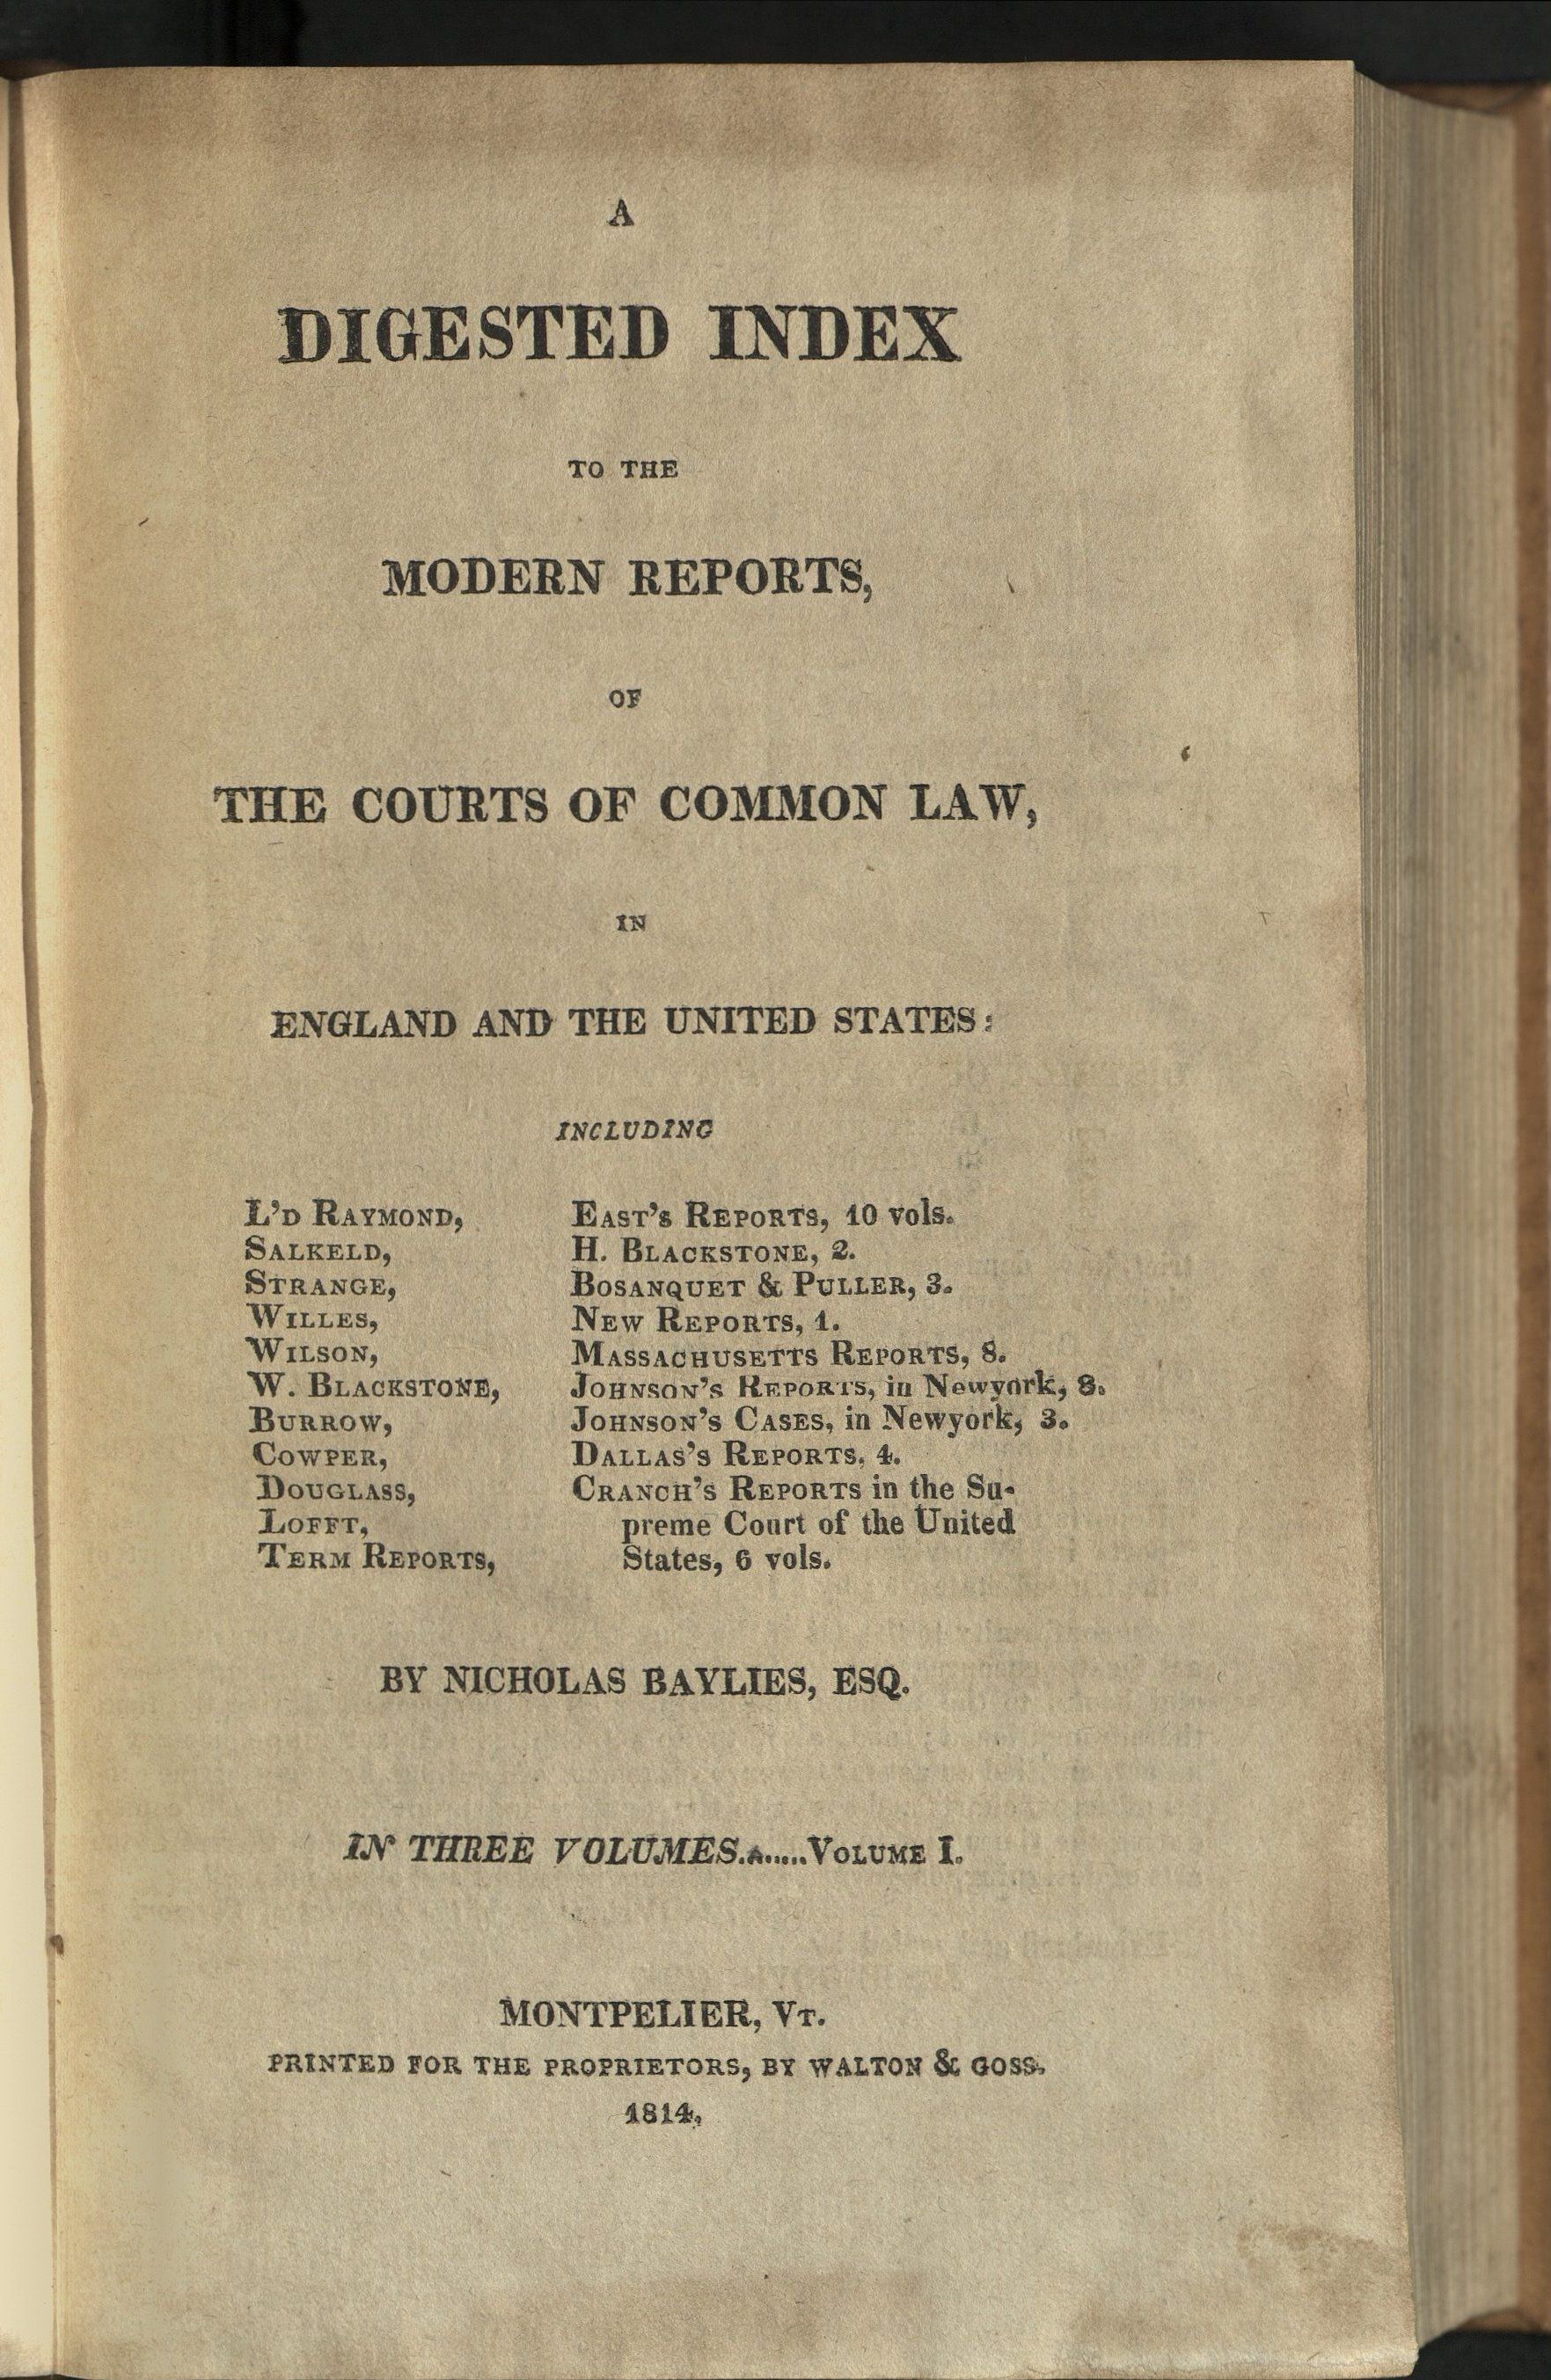 A
DIGESTED INDEX
TO THE
MODERN REPORTS,
OF
THE COURTS OF COMMON LAW,
IN
ENGLAND AND THE UNITED STATES:
INCLUDING
L'D RAYMOND,
SALKELD,
STRANGE,
WILLES,
WILSON,
W. BLACKSTONE,
BURROW,
COWPER,
DOUGLASS,
LOFFT,
TERM REPORTS,
EAST'S REPORTS, 10 vols.
H. BLACKSTONE, 2.
BOSANQUET & PULLER, 3.
NEW REPORTS, 1.
MASSACHUSETTS REPORTS, 8.
JOHNSON'S REPORTS, in Newyork, 8.
JOHNSON'S CASES, in Newyork, 3.
DALLAS'S REPORTS, 4.
CRANCH'S REPORTS in the Su-
preme Court of the United
States, 6 vols.
BY NICHOLAS BAYLIES, ESQ.
IN THREE VOLUMES.......VOLUME I.
MONTPELIER, VT.
PRINTED FOR THE PROPRIETORS, BY WALTON & GOSS.
1814.